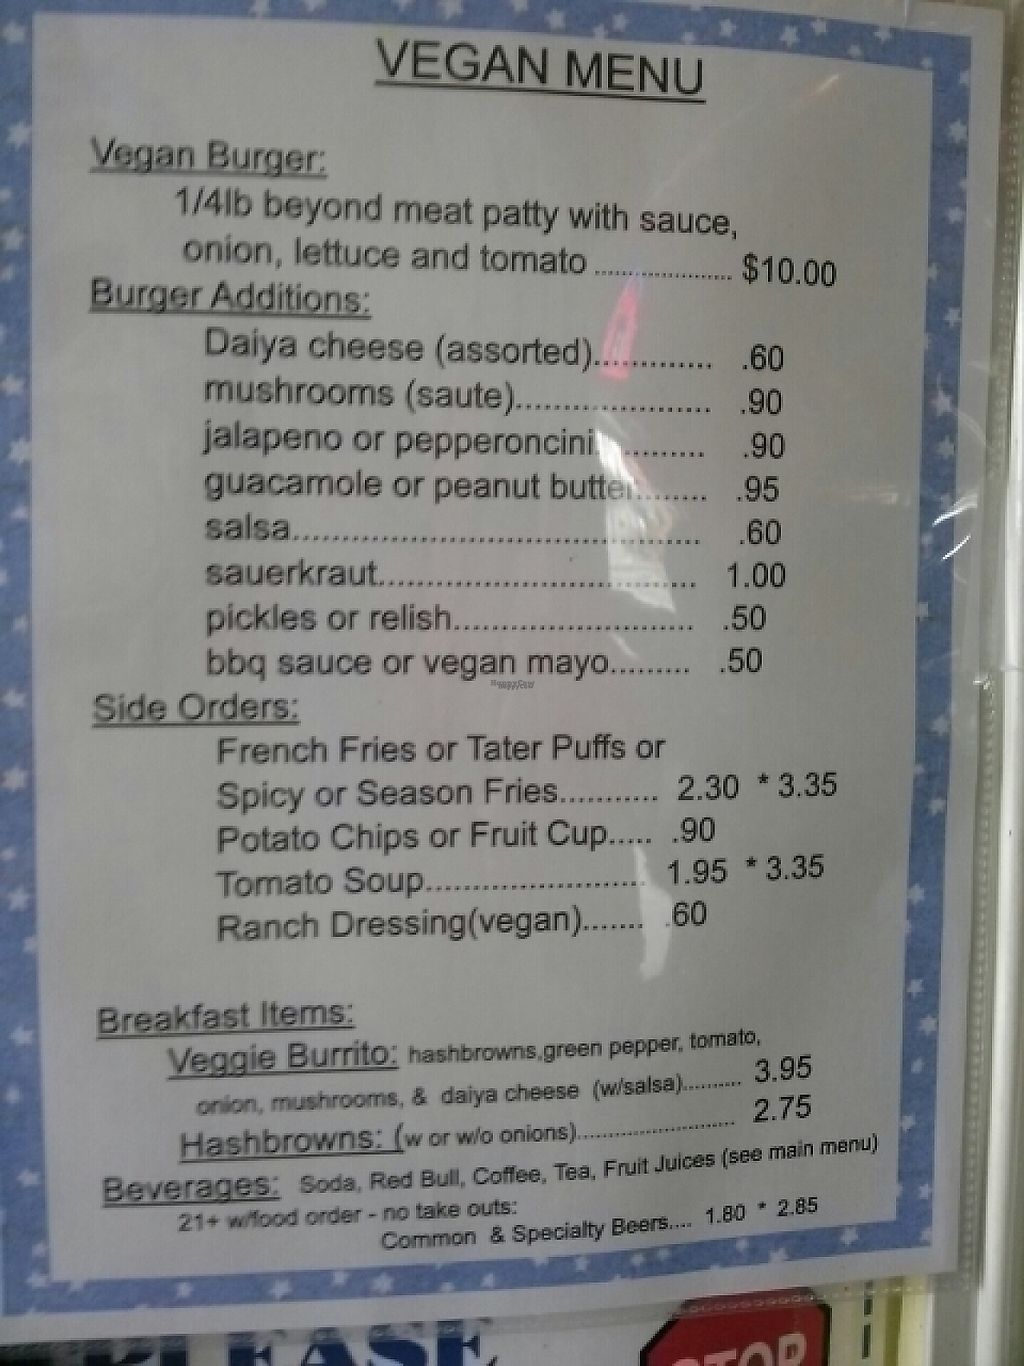 VEGAN MENU
Vegan Burger:
1/4lb beyond meat patty with sauce,
onion, lettuce and tomato .................... $10.00
Burger Additions:
Daiya cheese (assorted)............. .60
mushrooms (saute)..................... .90
jalapeno or pepperoncini........... .90
guacamole or peanut butter........ .95
salsa.......................................... .60
sauerkraut................................. 1.00
pickles or relish......................... .50
bbq sauce or vegan mayo......... .50
HappyCow
Side Orders:
French Fries or Tater Puffs or
Spicy or Season Fries........... 2.30 * 3.35
Potato Chips or Fruit Cup..... .90
Tomato Soup....................... 1.95 * 3.35
Ranch Dressing(vegan)....... .60
Breakfast Items:
Veggie Burrito: hashbrowns,green pepper, tomato,
onion, mushrooms, & daiya cheese (w/salsa).......... 3.95
Hashbrowns: (w or w/o onions)............................ 2.75
Beverages: Soda, Red Bull, Coffee, Tea, Fruit Juices (see main menu)
21+ w/food order - no take outs:
Common & Specialty Beers.... 1.80 * 2.85
PLEASE
STOP